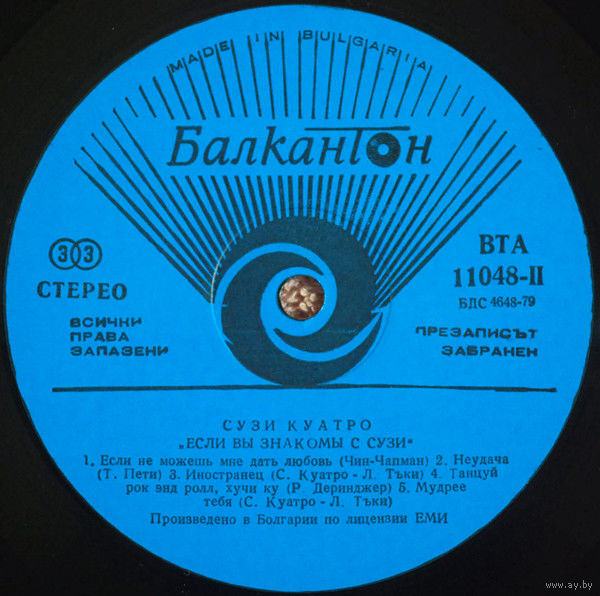 MADE IN BULGARIA
Балкантон
33
СТЕРЕО
ВСИЧКИ
ПРАВА
ЗАПАЗЕНИ
ВТА
11048-II
БДС 4648-79
ПРЕЗАПИСЪТ
ЗАБРАНЕН
СУЗИ КУАТРО
„ЕСЛИ ВЫ ЗНАКОМЫ С СУЗИ“
1. Если не можешь мне дать любовь (Чин-Чапман) 2. Неудача
(Т. Пети) 3. Иностранец (С. Куатро - Л. Тъки) 4. Танцуй
рок энд ролл, хучи ку (Р. Деринджер) 5. Мудрее
тебя (С. Куатро - Л. Тъки)
Произведено в Болгарии по лицензии ЕМИ
www.ay.by